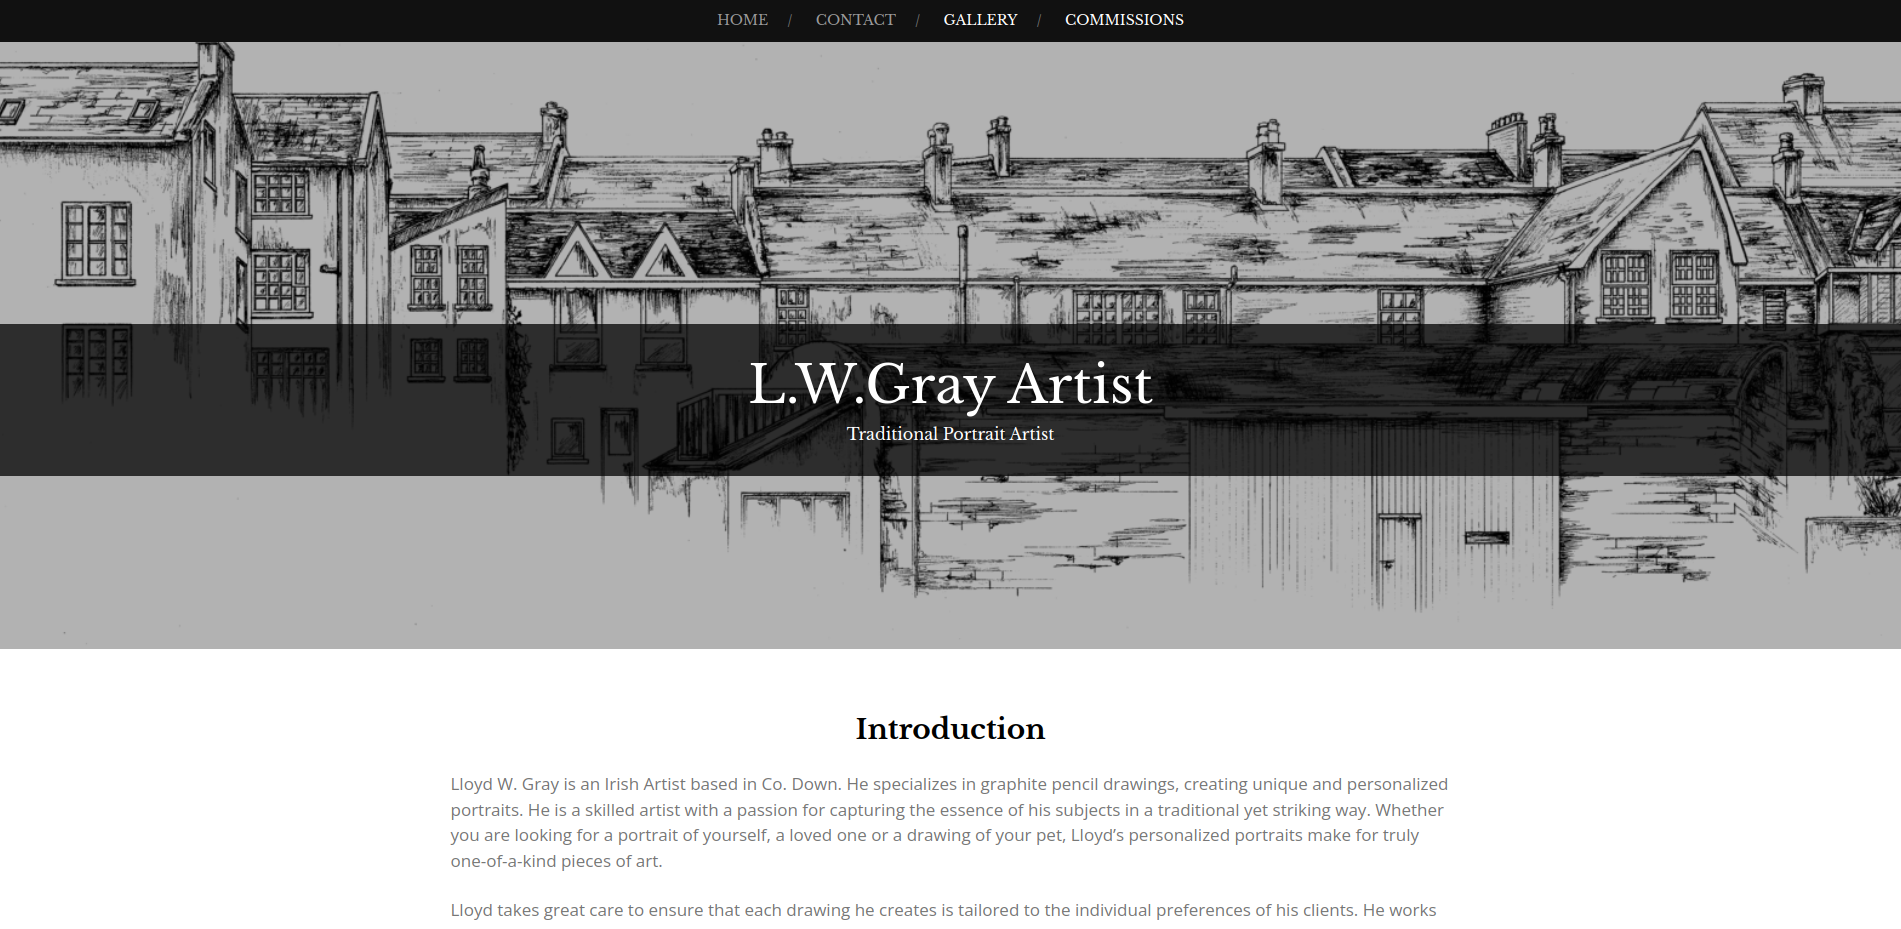 HOME / CONTACT / GALLERY / COMMISSIONS
L.W.Gray Artist
Traditional Portrait Artist
Introduction
Lloyd W. Gray is an Irish Artist based in Co. Down. He specializes in graphite pencil drawings, creating unique and personalized
portraits. He is a skilled artist with a passion for capturing the essence of his subjects in a traditional yet striking way. Whether
you are looking for a portrait of yourself, a loved one or a drawing of your pet, Lloyd’s personalized portraits make for truly
one-of-a-kind pieces of art.
Lloyd takes great care to ensure that each drawing he creates is tailored to the individual preferences of his clients. He works